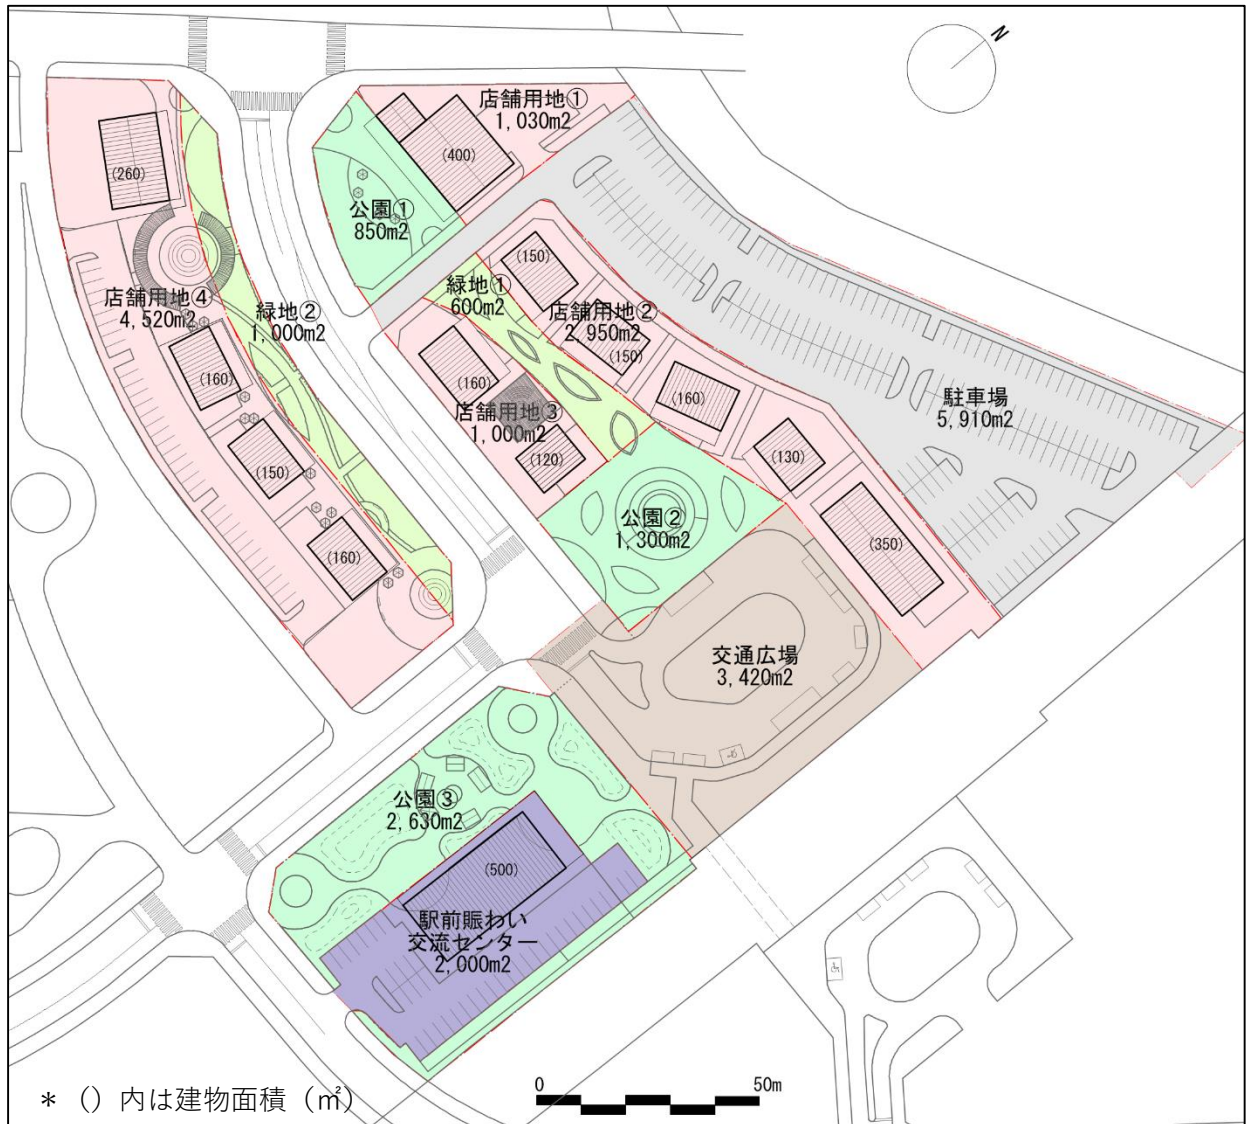 N
店舗用地①
1,030m2
(400)
(260)
公園①
850m2
(150)
緑地①
600m2
店舗用地②
2,950m2
(150)
店舗用地④
4,520m2
緑地②
1,000m2
(160)
(160)
(160)
店舗用地③
1,000m2
駐車場
5,910m2
(120)
(130)
(150)
公園②
1,300m2
(350)
(160)
交通広場
3,420m2
公園③
2,630m2
(500)
駅前賑わい
交流センター
2,000m2
0 50m
*（）内は建物面積（㎡）